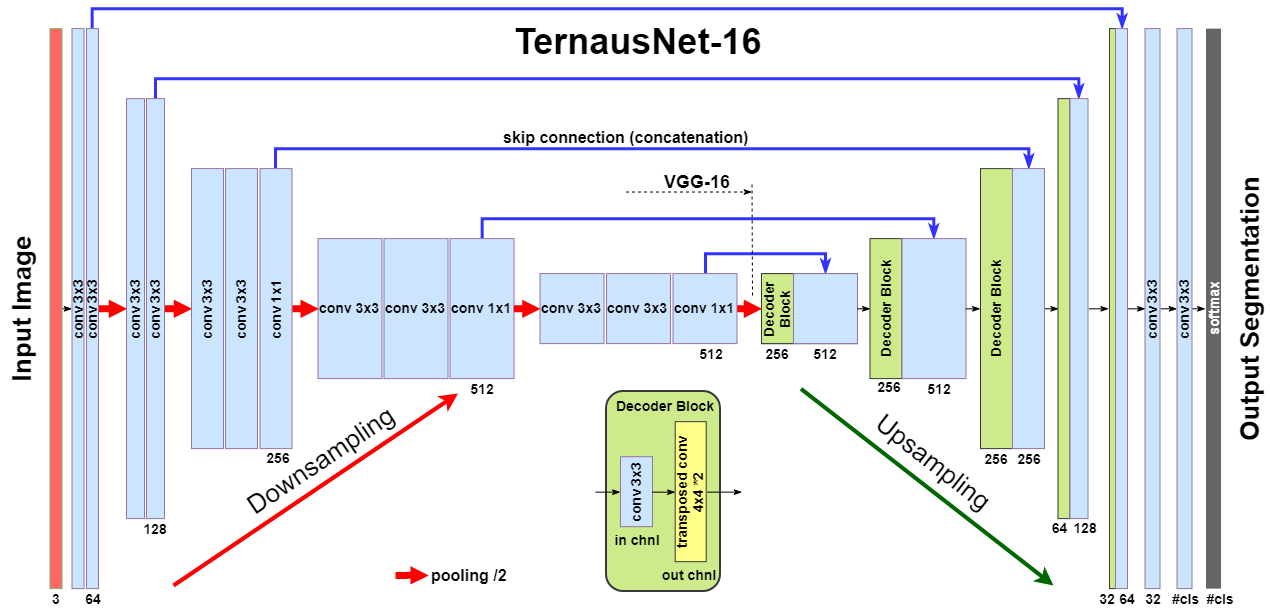 TernausNet-16
skip connection (concatenation)
VGG-16
Input Image
conv 3x3
conv 3x3
3
64
conv 3x3
conv 3x3
128
conv 3x3
conv 3x3
conv 1x1
256
conv 3x3
conv 3x3
conv 1x1
512
conv 3x3
conv 3x3
conv 1x1
512
Decoder
Block
256
512
Decoder Block
256
512
Decoder Block
256
256
64
128
32
64
conv 3x3
32
conv 3x3
#cls
softmax
#cls
Output Segmentation
Downsampling
Upsampling
Decoder Block
conv 3x3
in chnl
transposed conv
4x4 *2
out chnl
pooling /2